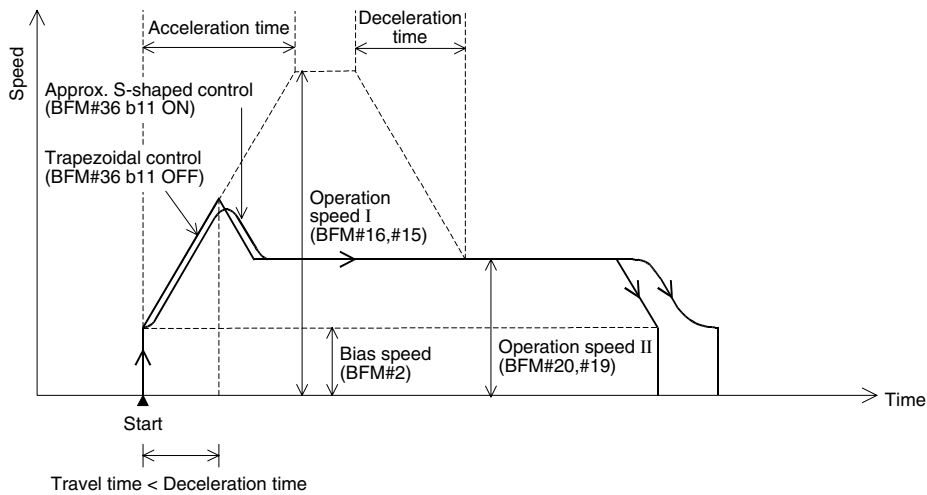 Speed
Acceleration time
Deceleration
time
Approx. S-shaped control
(BFM#36 b11 ON)
Trapezoidal control
(BFM#36 b11 OFF)
Operation
speed I
(BFM#16,#15)
Bias speed
(BFM#2)
Operation speed II
(BFM#20,#19)
Time
Start
Travel time < Deceleration time